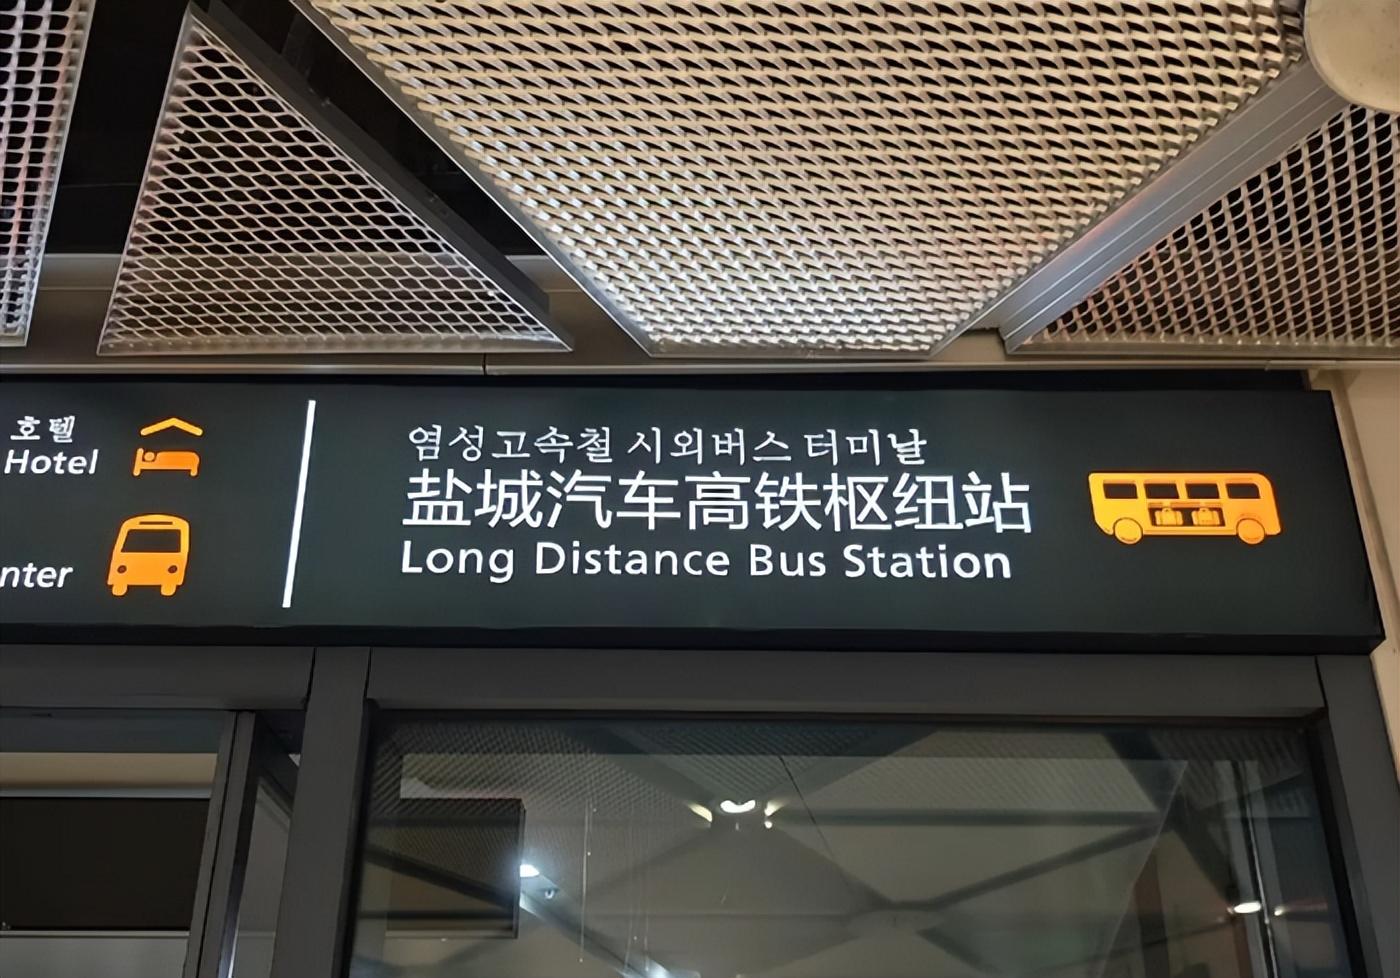 호텔
Hotel
nter
염성고속철 시외버스 터미날
盐城汽车高铁枢纽站
Long Distance Bus Station